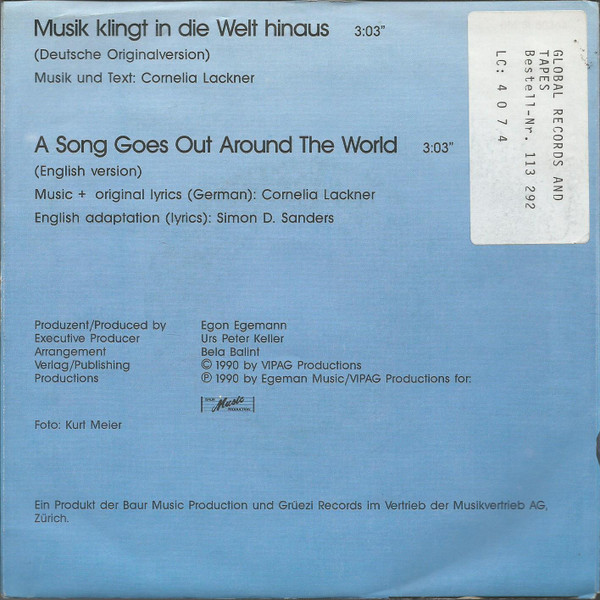 Musik klingt in die Welt hinaus 3:03"
(Deutsche Originalversion)
Musik und Text: Cornelia Lackner
A Song Goes Out Around The World 3:03"
(English version)
Music + original lyrics (German): Cornelia Lackner
English adaptation (lyrics): Simon D. Sanders
GLOBAL RECORDS AND
TAPES
Bestell-Nr. 113 292
LC: 4 0 7 4
Produzent/Produced by Egon Egemann
Executive Producer Urs Peter Keller
Arrangement Bela Balint
Verlag/Publishing © 1990 by VIPAG Productions
Productions ℗ 1990 by Egeman Music/VIPAG Productions for:
Music
Foto: Kurt Meier
Ein Produkt der Baur Music Production und Grüezi Records im Vertrieb der Musikvertrieb AG,
Zürich.